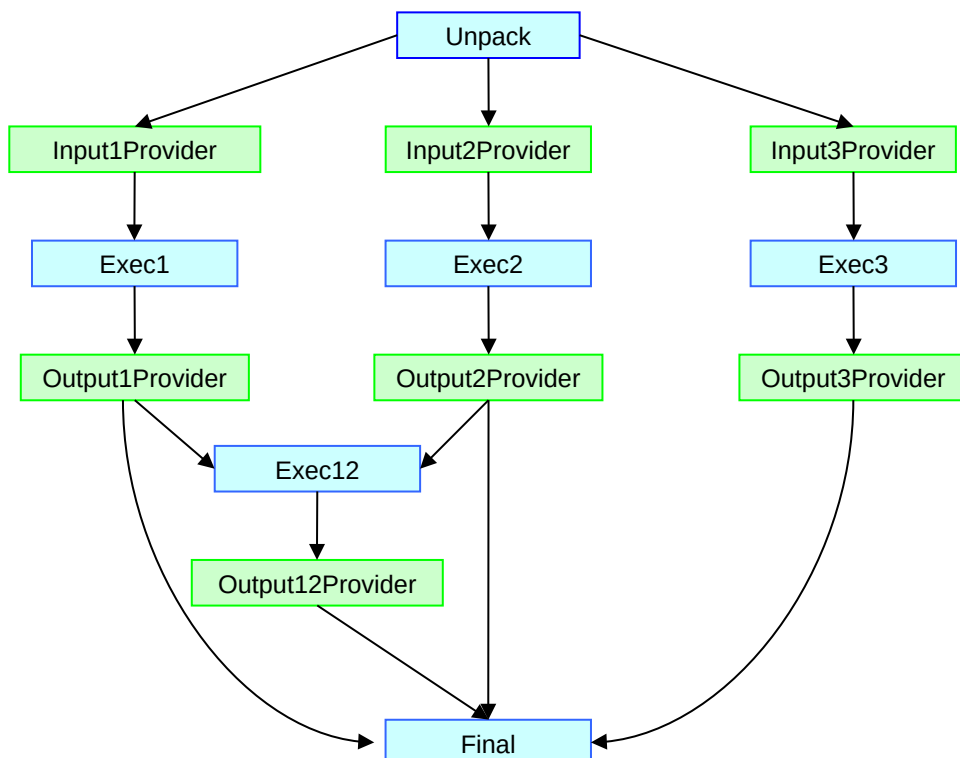 Unpack
Input1Provider
Input2Provider
Input3Provider
Exec1
Exec2
Exec3
Output1Provider
Output2Provider
Output3Provider
Exec12
Output12Provider
Final